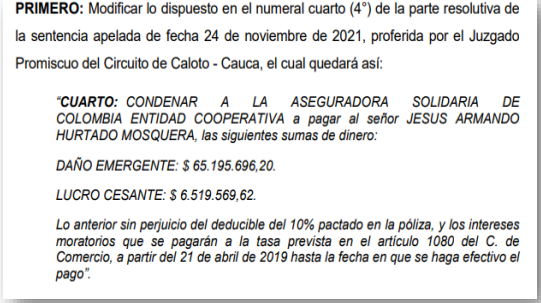 PRIMERO: Modificar lo dispuesto en el numeral cuarto (4°) de la parte resolutiva de
la sentencia apelada de fecha 24 de noviembre de 2021, proferida por el Juzgado
Promiscuo del Circuito de Caloto - Cauca, el cual quedará así:
“CUARTO: CONDENAR A LA ASEGURADORA SOLIDARIA DE
COLOMBIA ENTIDAD COOPERATIVA a pagar al señor JESUS ARMANDO
HURTADO MOSQUERA, las siguientes sumas de dinero:
DAÑO EMERGENTE: $ 65.195.696,20.
LUCRO CESANTE: $ 6.519.569,62.
Lo anterior sin perjuicio del deducible del 10% pactado en la póliza, y los intereses
moratorios que se pagarán a la tasa prevista en el artículo 1080 del C. de
Comercio, a partir del 21 de abril de 2019 hasta la fecha en que se haga efectivo el
pago”.